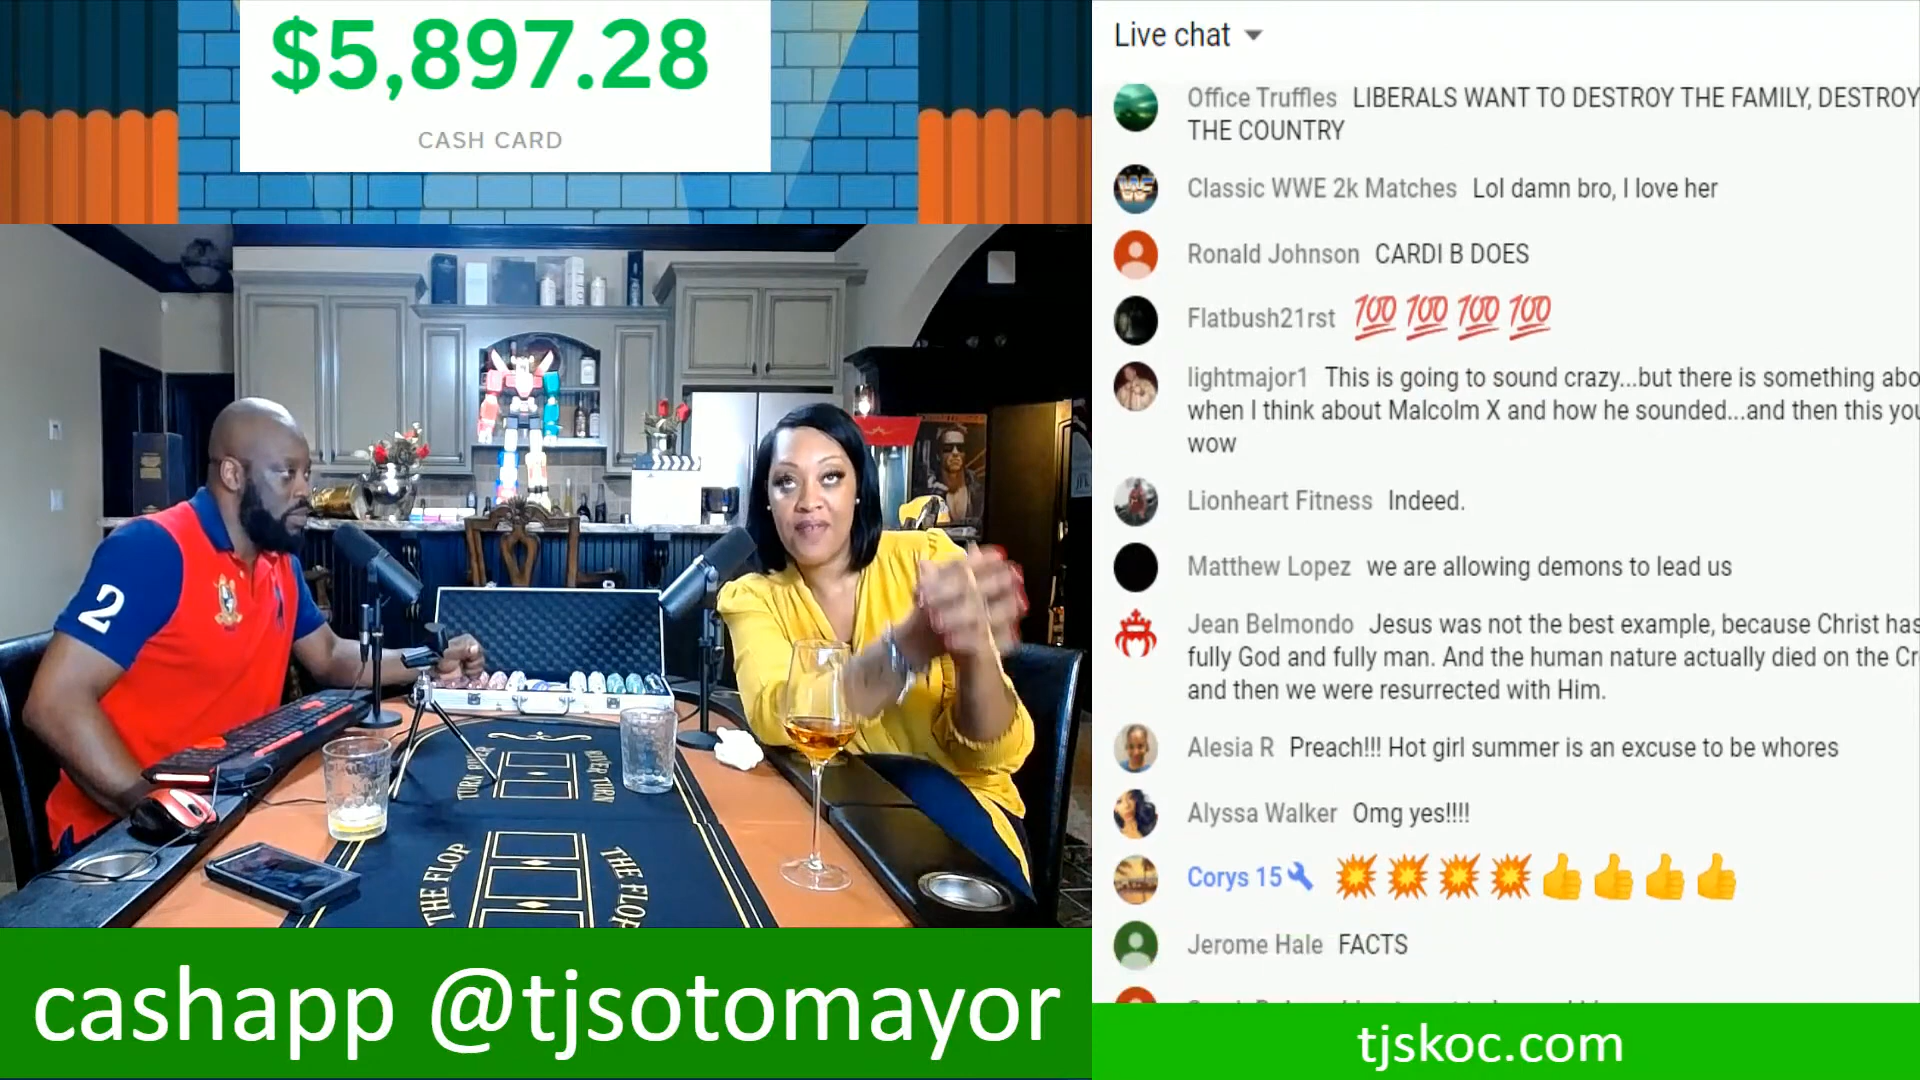 $5,897.28
CASH CARD
2
TURN RIVER
RIVER TURN
THE FLOP
THE FLOP
cashapp @tjsotomayor
Live chat
Office Truffles LIBERALS WANT TO DESTROY THE FAMILY, DESTROY
THE COUNTRY
Classic WWE 2k Matches Lol damn bro, I love her
Ronald Johnson CARDI B DOES
Flatbush21rst 💯 💯 💯 💯
lightmajor1 This is going to sound crazy...but there is something abo
when I think about Malcolm X and how he sounded...and then this you
wow
Lionheart Fitness Indeed.
Matthew Lopez we are allowing demons to lead us
Jean Belmondo Jesus was not the best example, because Christ has
fully God and fully man. And the human nature actually died on the Cr
and then we were resurrected with Him.
Alesia R Preach!!! Hot girl summer is an excuse to be whores
Alyssa Walker Omg yes!!!!
Corys 15 💥 💥 💥 💥 👍 👍 👍 👍
Jerome Hale FACTS
tjskoc.com